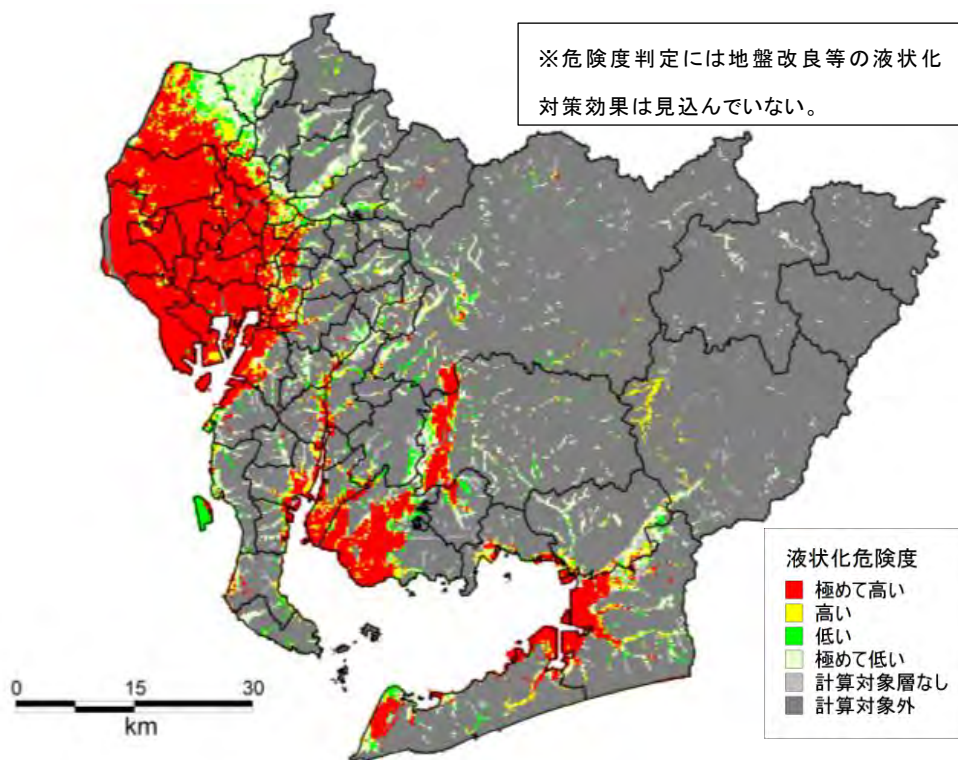 ※危険度判定には地盤改良等の液状化
対策効果は見込んでいない。
液状化危険度
極めて高い
高い
低い
極めて低い
計算対象層なし
計算対象外
0 15 30
km